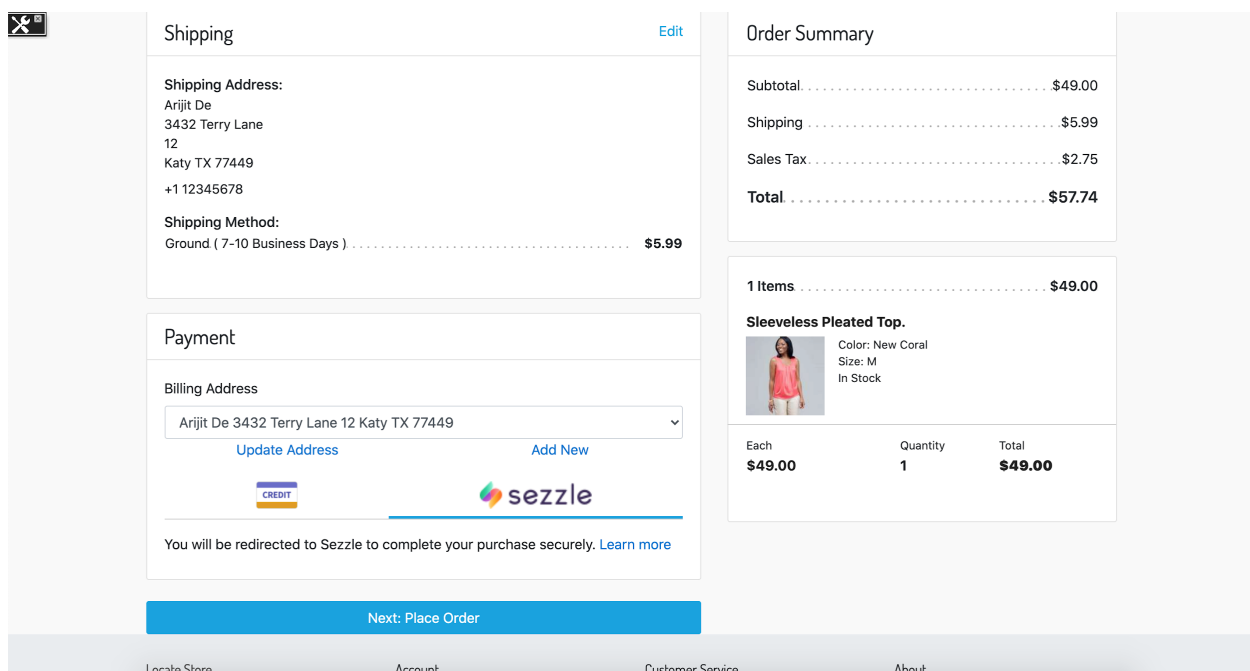 Shipping
Edit
Shipping Address:
Arijit De
3432 Terry Lane
12
Katy TX 77449
+1 12345678
Shipping Method:
Ground ( 7-10 Business Days ) $5.99
Payment
Billing Address
Arijit De 3432 Terry Lane 12 Katy TX 77449
Update Address
Add New
CREDIT
sezzle
You will be redirected to Sezzle to complete your purchase securely. Learn more
Next: Place Order
Order Summary
Subtotal $49.00
Shipping $5.99
Sales Tax $2.75
Total $57.74
1 Items $49.00
Sleeveless Pleated Top.
Color: New Coral
Size: M
In Stock
Each Quantity Total
$49.00 1 $49.00
Locate Store
Account
Customer Service
About